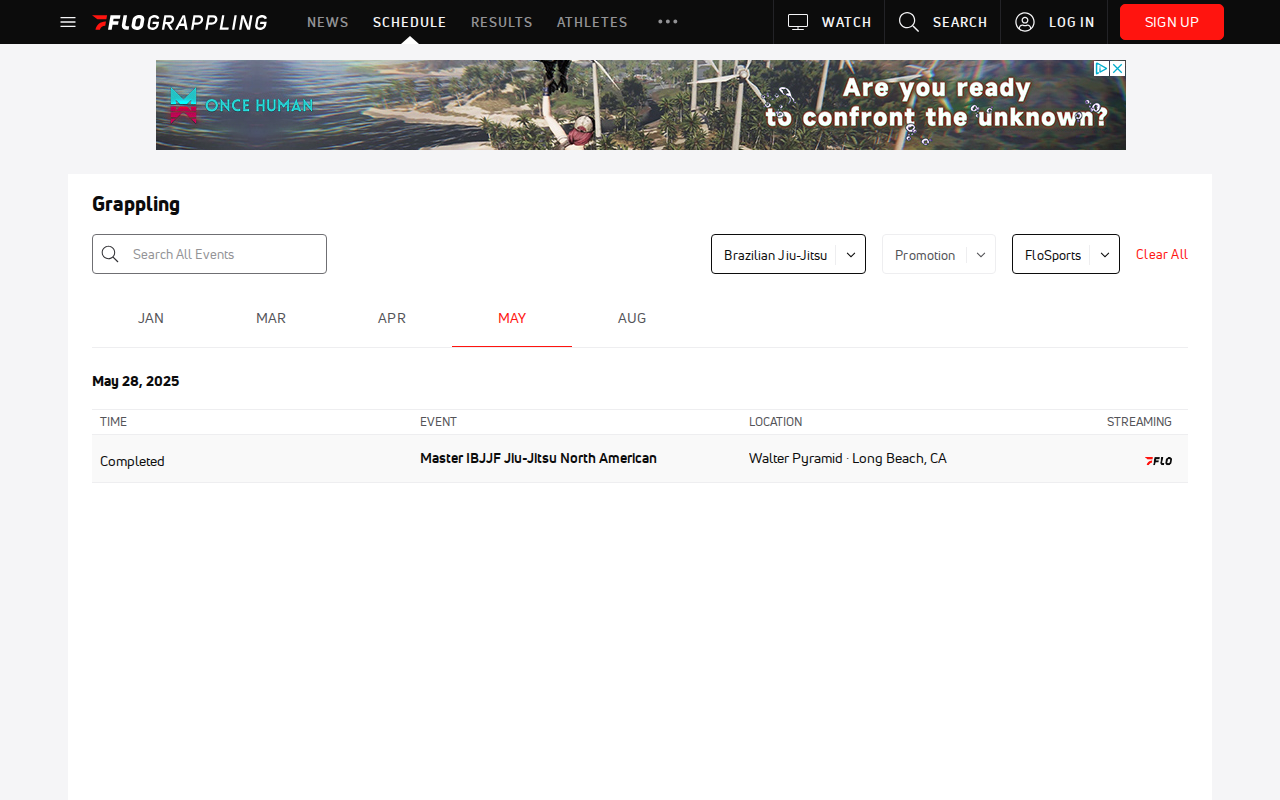 FLOGRAPPLING NEWS SCHEDULE RESULTS ATHLETES WATCH SEARCH LOG IN SIGN UP
ONCE HUMAN
Are you ready
to confront the unknown?
Grappling
Search All Events
Brazilian Jiu-Jitsu
Promotion
FloSports
Clear All
JAN MAR APR MAY AUG
May 28, 2025
TIME EVENT LOCATION STREAMING
Completed Master IBJJF Jiu-Jitsu North American Walter Pyramid · Long Beach, CA FLO